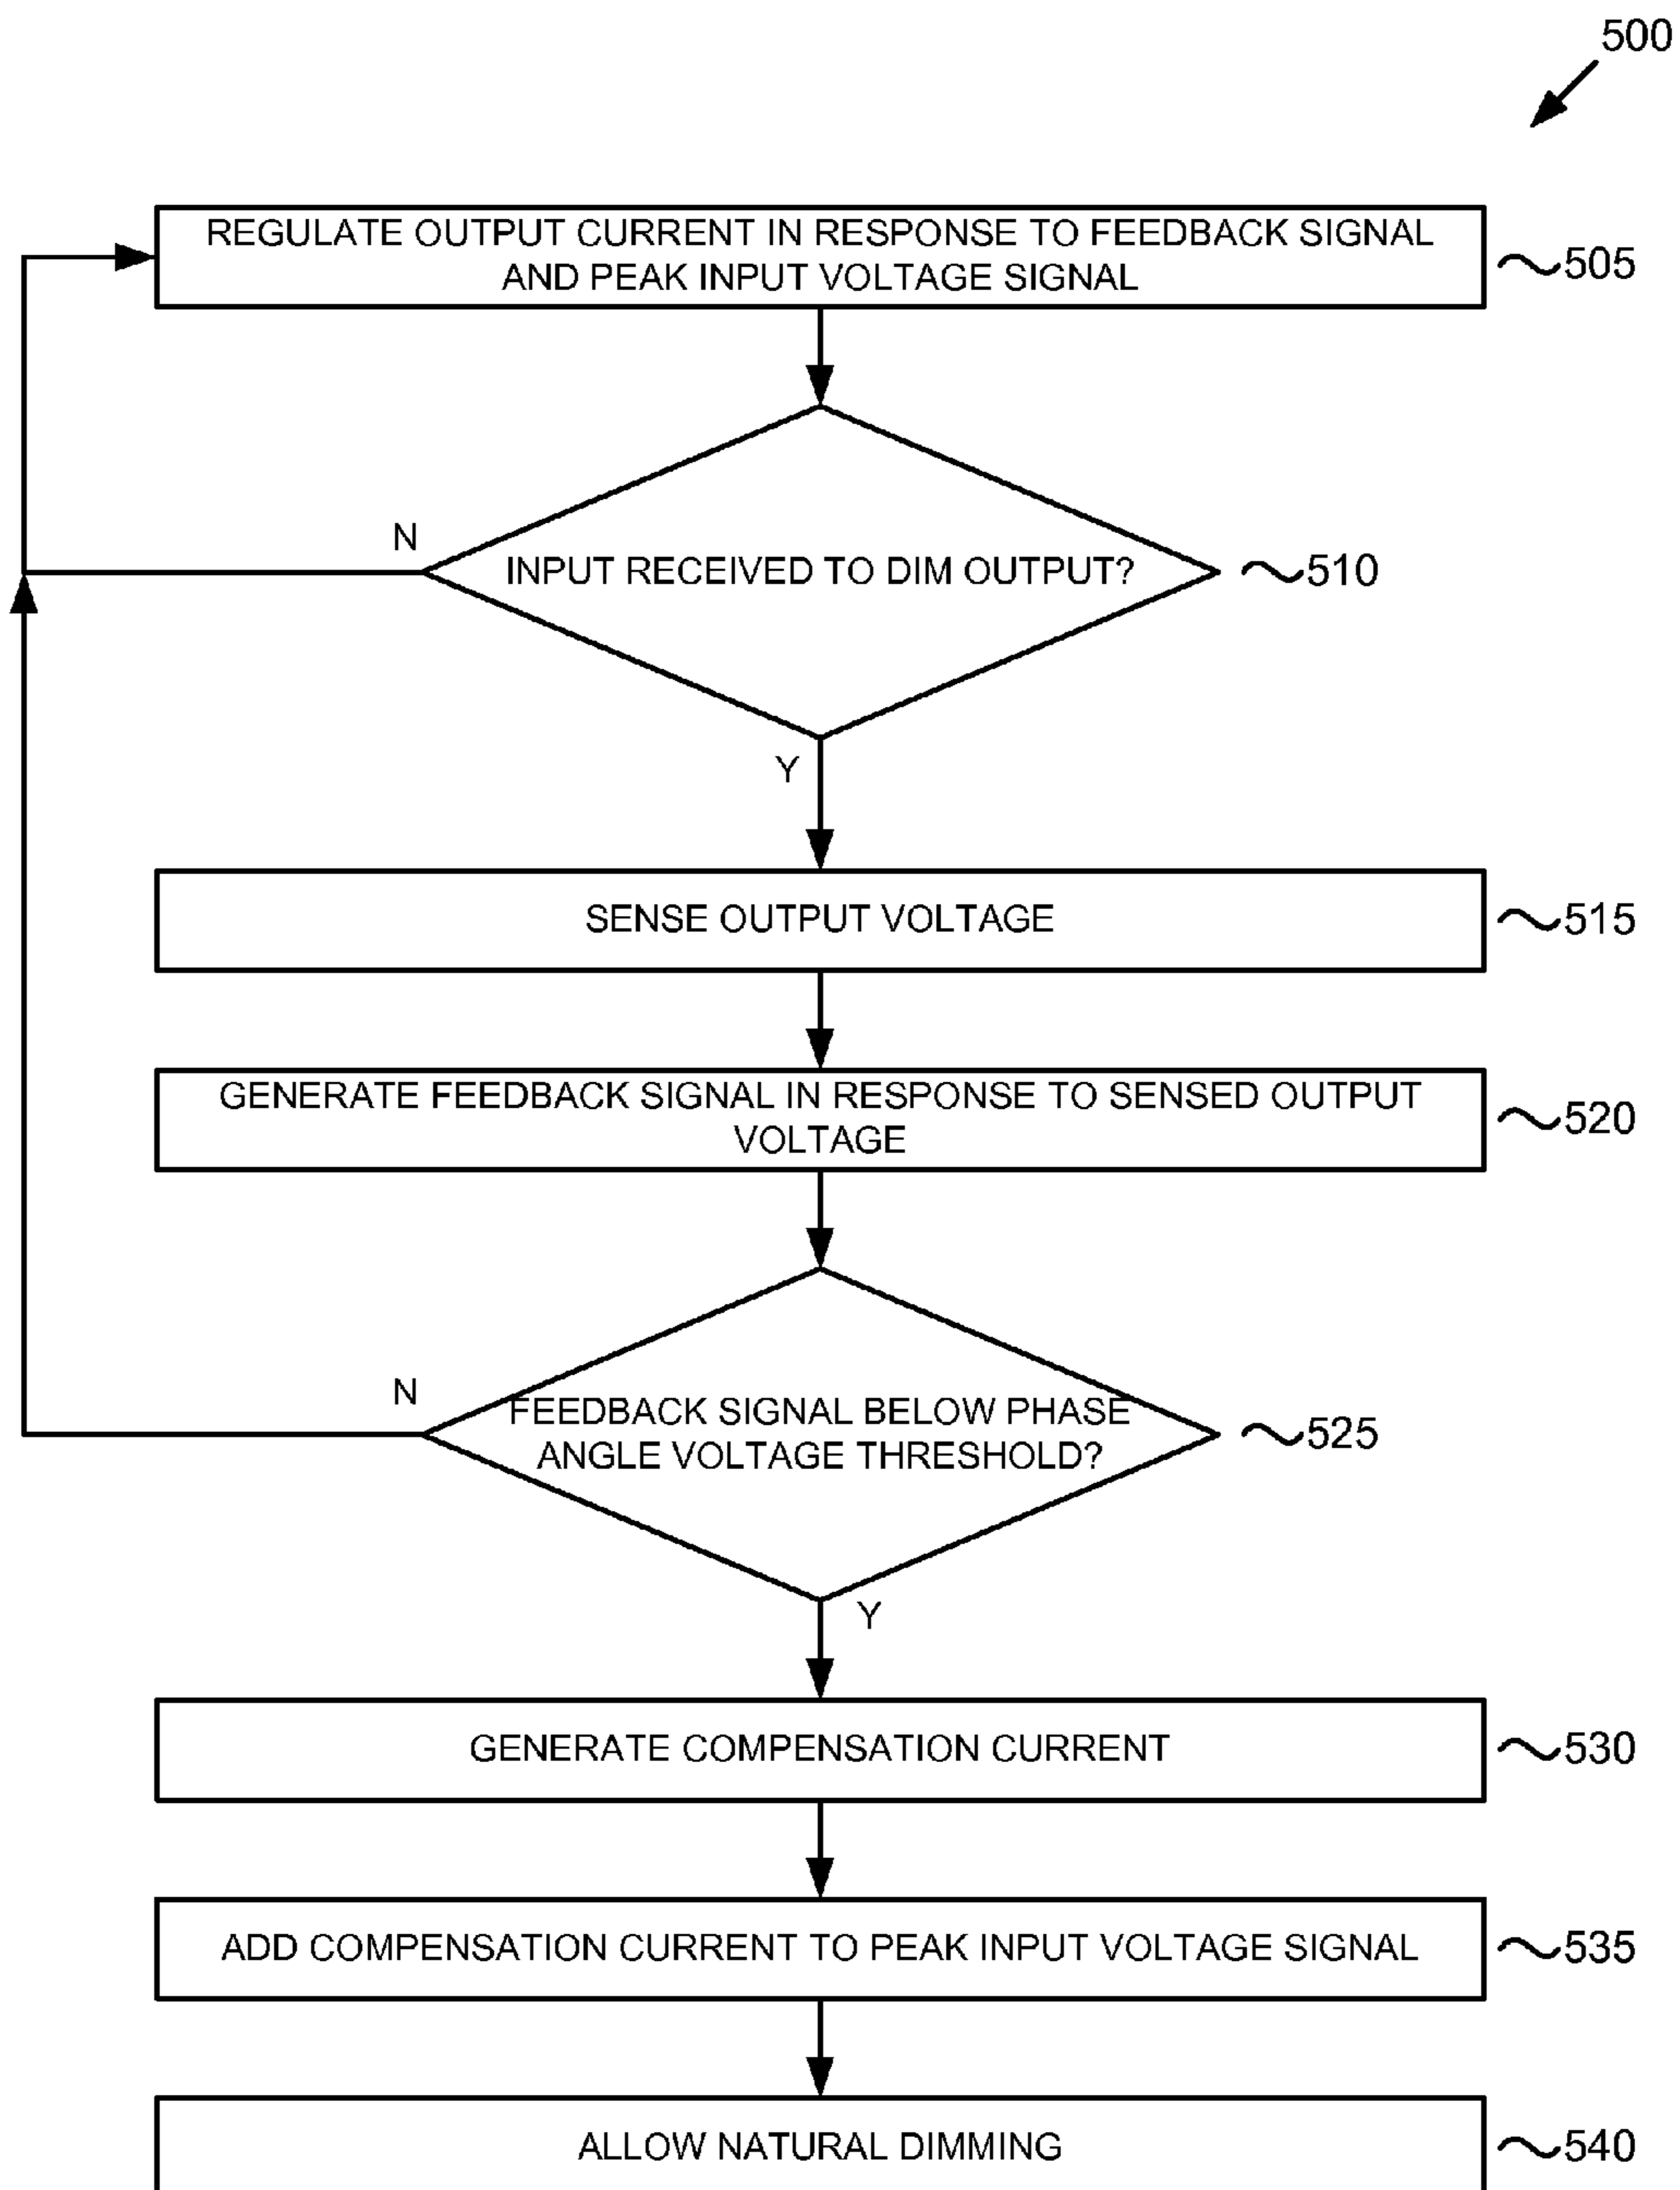 500
REGULATE OUTPUT CURRENT IN RESPONSE TO FEEDBACK SIGNAL
AND PEAK INPUT VOLTAGE SIGNAL
505
N
INPUT RECEIVED TO DIM OUTPUT?
510
Y
SENSE OUTPUT VOLTAGE
515
GENERATE FEEDBACK SIGNAL IN RESPONSE TO SENSED OUTPUT
VOLTAGE
520
N
FEEDBACK SIGNAL BELOW PHASE
ANGLE VOLTAGE THRESHOLD?
525
Y
GENERATE COMPENSATION CURRENT
530
ADD COMPENSATION CURRENT TO PEAK INPUT VOLTAGE SIGNAL
535
ALLOW NATURAL DIMMING
540